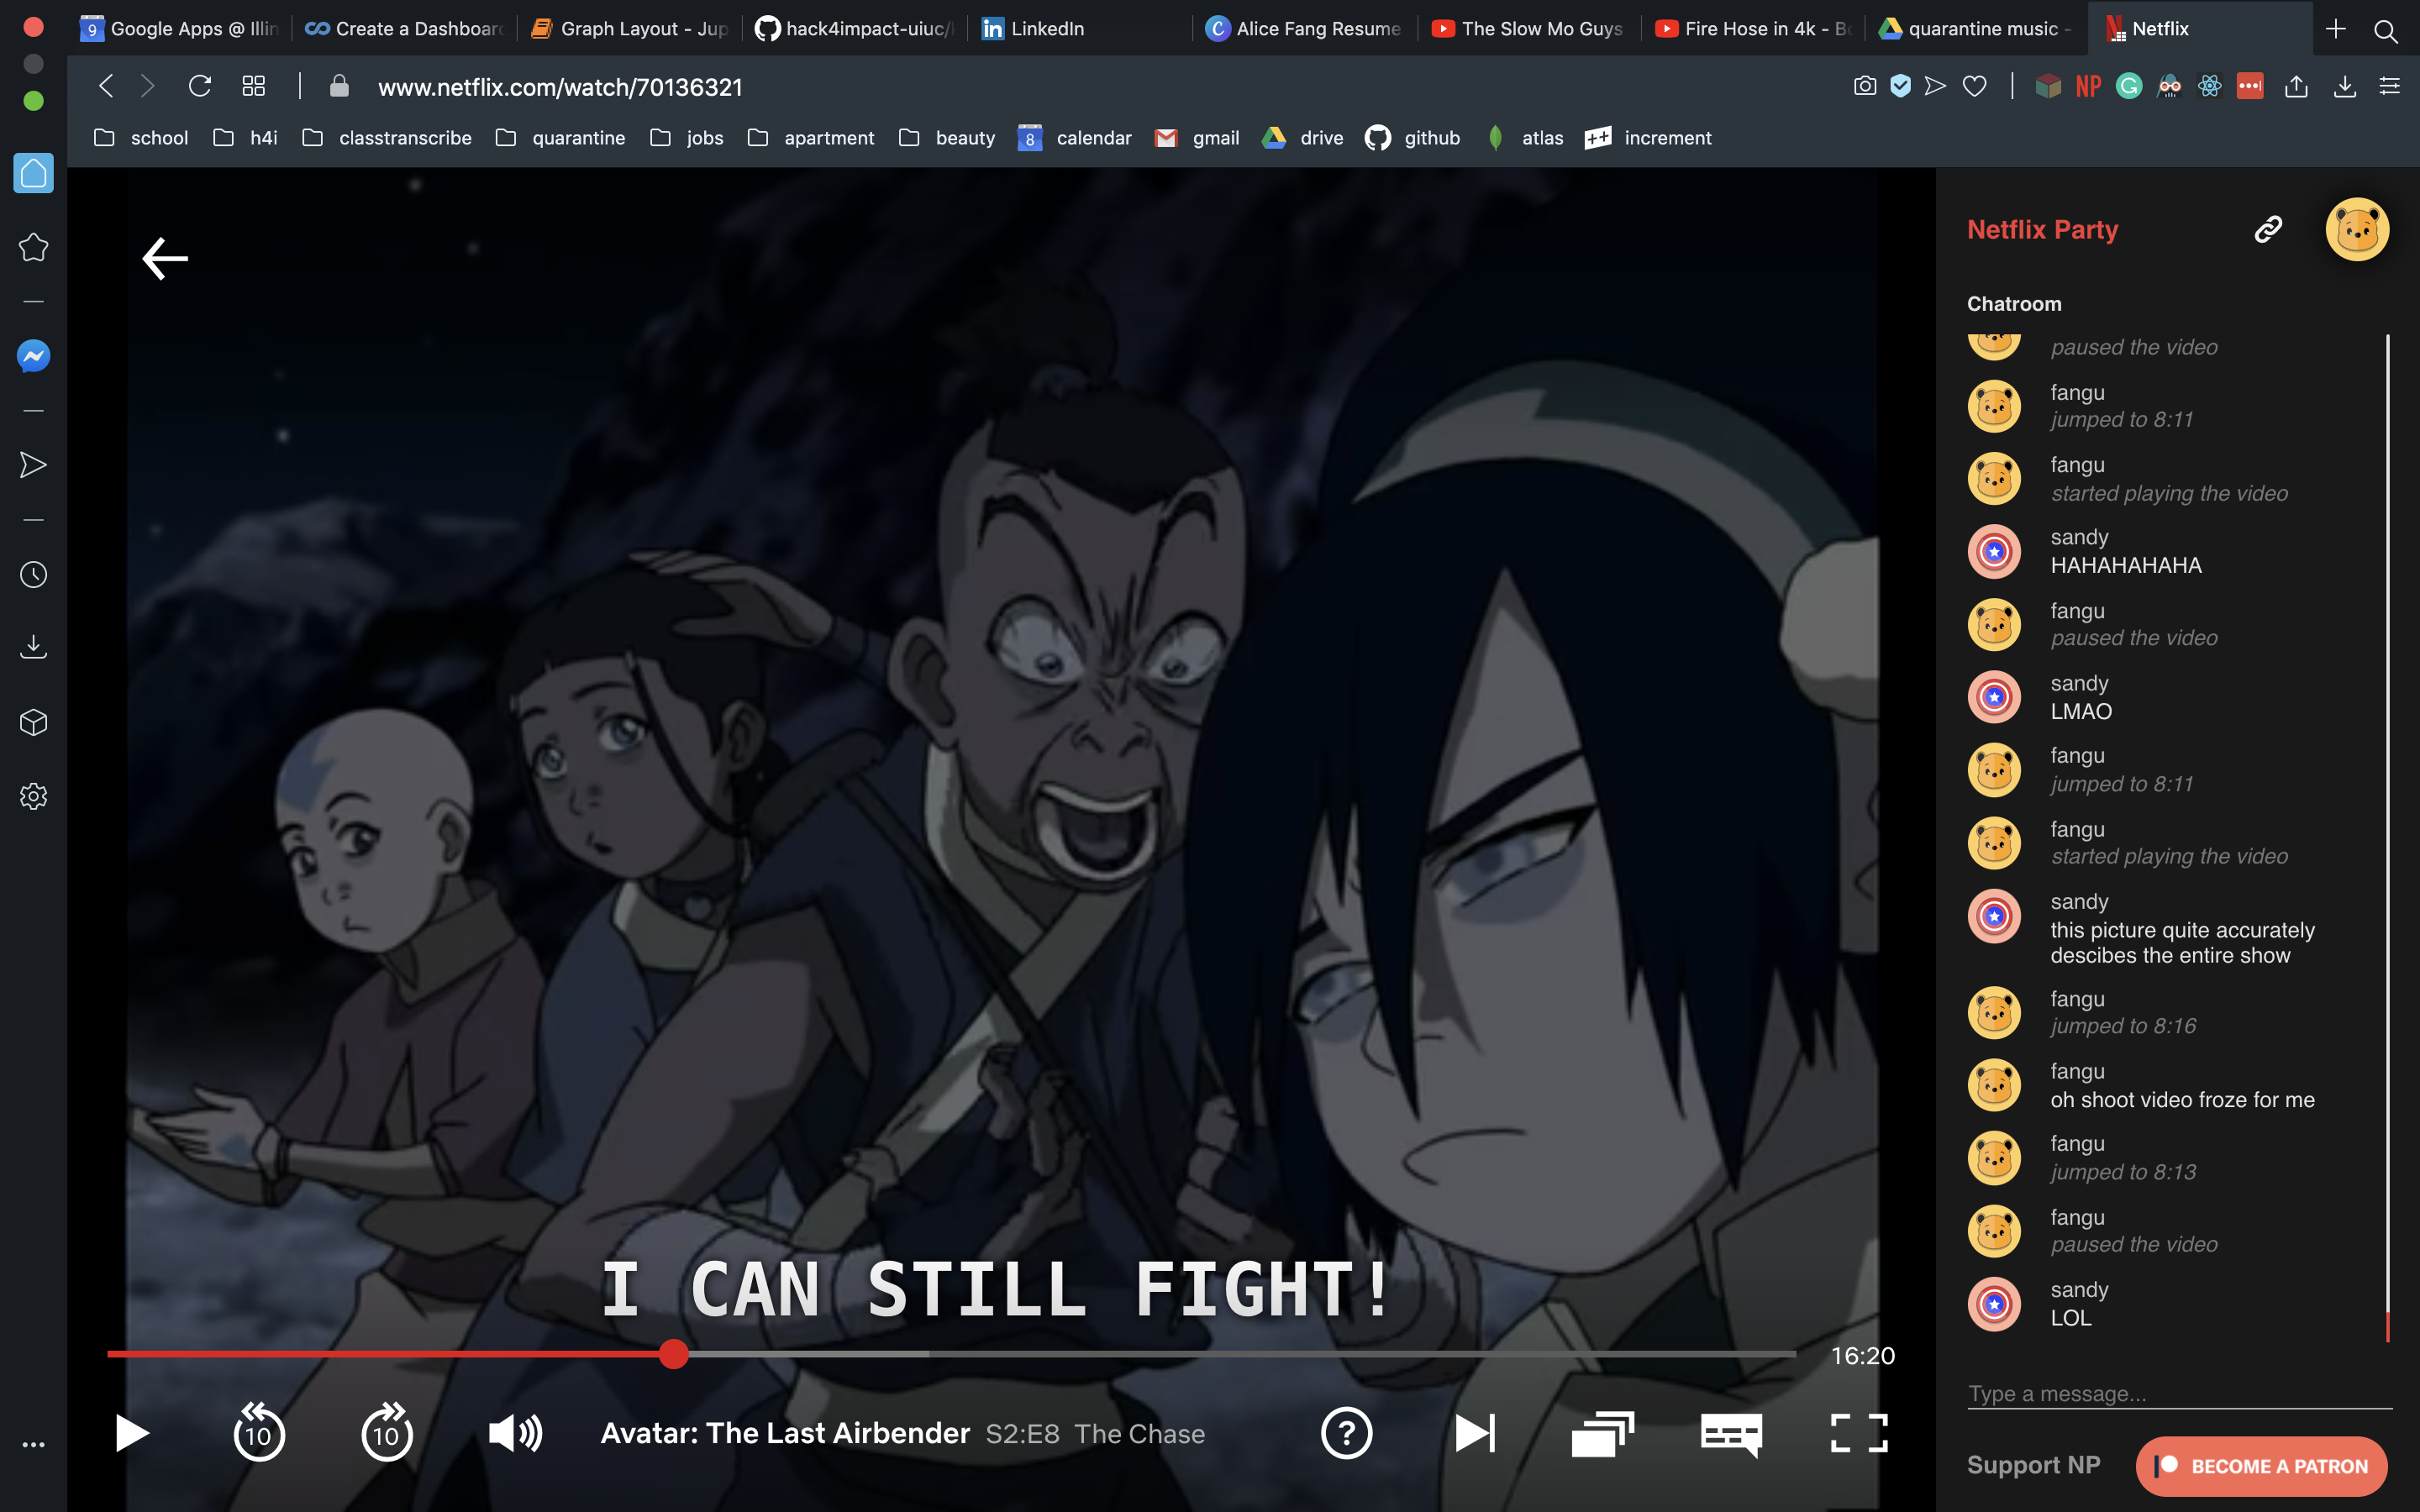 9 Google Apps @ Illin
Create a Dashboard
Graph Layout - Jup
hack4impact-uiuc/
in LinkedIn
C Alice Fang Resume
The Slow Mo Guys
Fire Hose in 4k - Bo
quarantine music -
Netflix
www.netflix.com/watch/70136321
NP
school
h4i
classtranscribe
quarantine
jobs
apartment
beauty
8 calendar
gmail
drive
github
atlas
++ increment
I CAN STILL FIGHT!
16:20
10
10
Avatar: The Last Airbender S2:E8 The Chase
?
Netflix Party
Chatroom
paused the video
fangu
jumped to 8:11
fangu
started playing the video
sandy
HAHAHAHAHA
fangu
paused the video
sandy
LMAO
fangu
jumped to 8:11
fangu
started playing the video
sandy
this picture quite accurately
descibes the entire show
fangu
jumped to 8:16
fangu
oh shoot video froze for me
fangu
jumped to 8:13
fangu
paused the video
sandy
LOL
Type a message...
Support NP
BECOME A PATRON